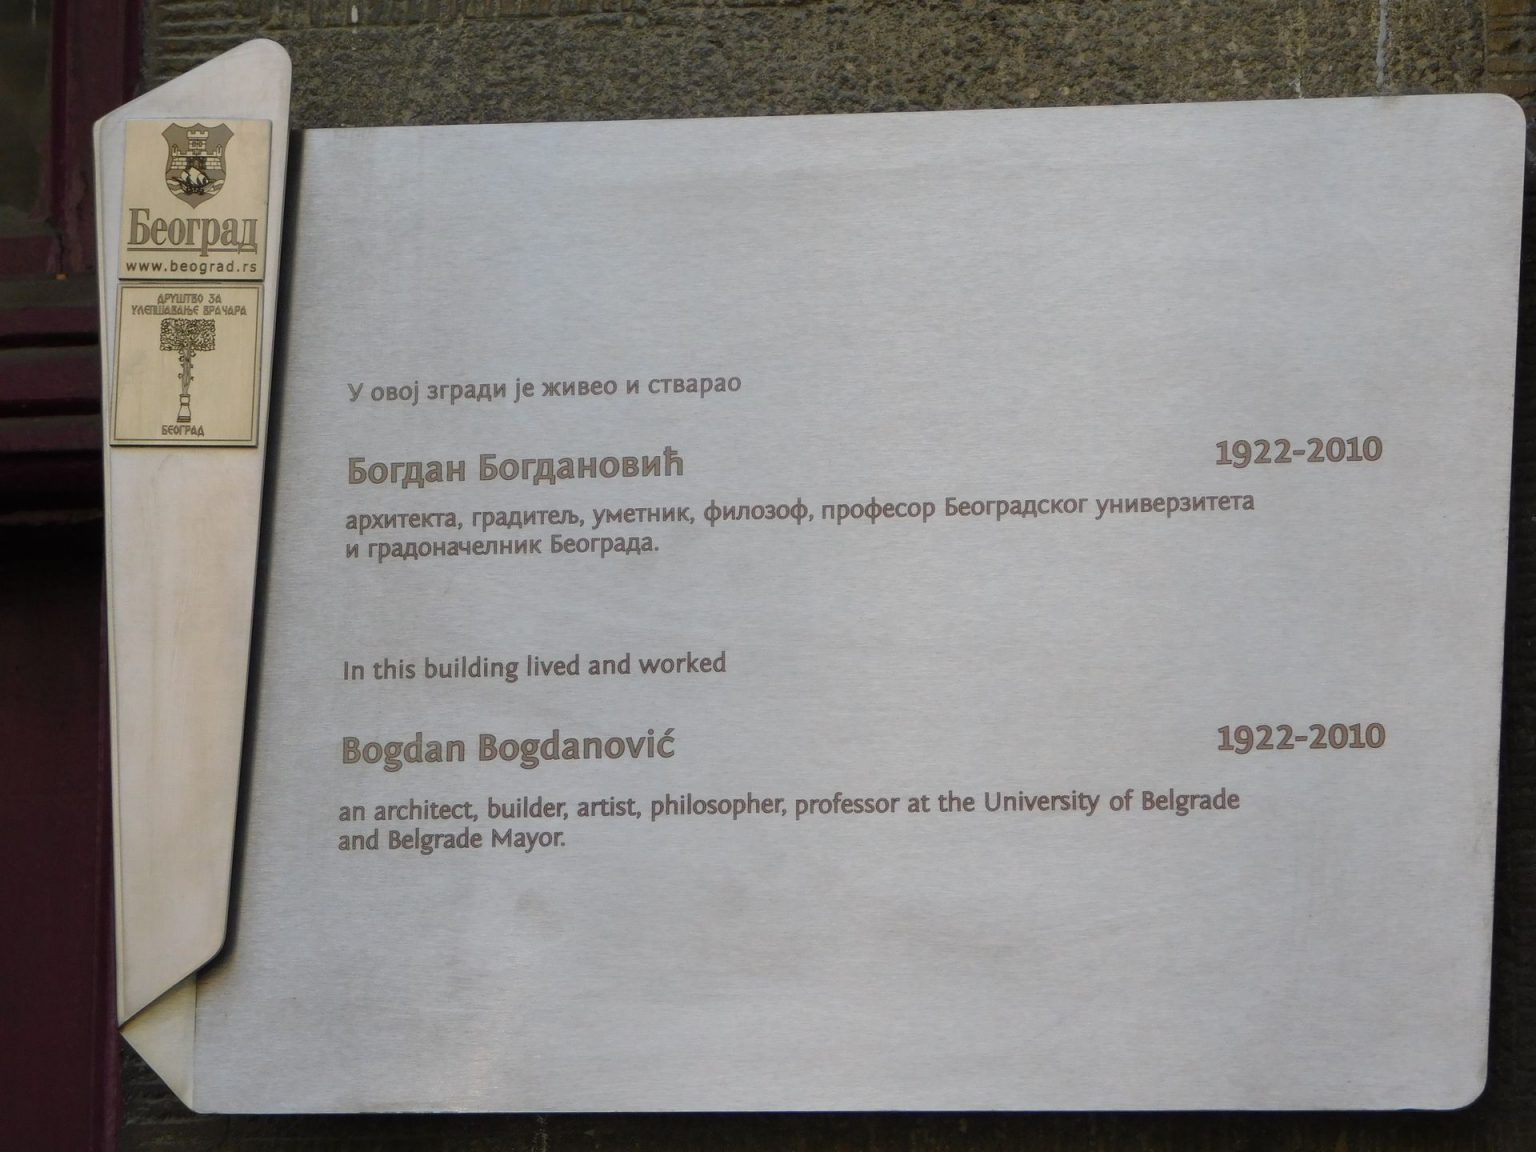 Београд
www.beograd.rs
ДРУШТВО ЗА
УЛЕПШАВАЊЕ ВРАЧАРА
БЕОГРАД
У овој згради је живео и стварао
Богдан Богдановић 1922-2010
архитекта, градитељ, уметник, филозоф, професор Београдског универзитета
и градоначелник Београда.
In this building lived and worked
Bogdan Bogdanović 1922-2010
an architect, builder, artist, philosopher, professor at the University of Belgrade
and Belgrade Mayor.